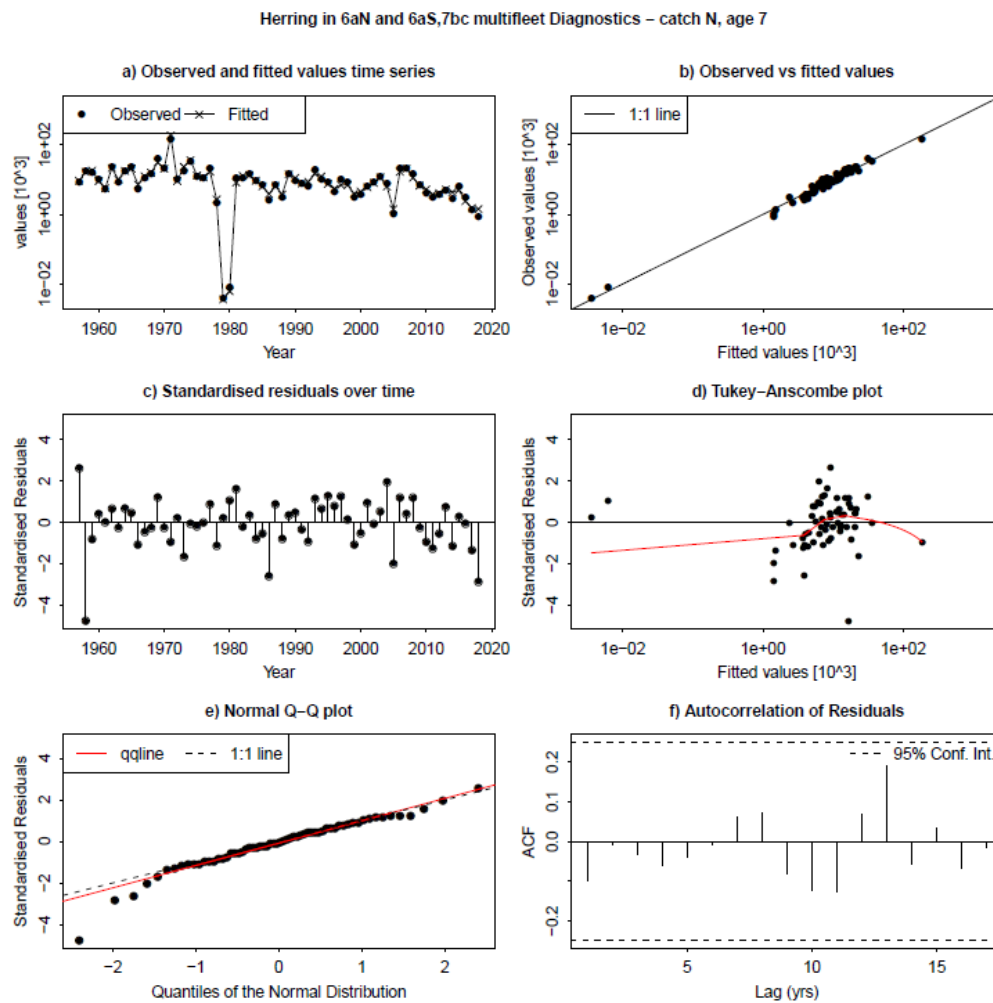 Herring in 6aN and 6aS,7bc multifleet Diagnostics – catch N, age 7
a) Observed and fitted values time series
values [10^3]
1e+02
1e+00
1e−02
Observed
Fitted
1960 1970 1980 1990 2000 2010 2020
Year
b) Observed vs fitted values
Observed values [10^3]
1e+02
1e+00
1e−02
1:1 line
1e−02 1e+00 1e+02
Fitted values [10^3]
c) Standardised residuals over time
Standardised Residuals
4
2
0
−2
−4
1960 1970 1980 1990 2000 2010 2020
Year
d) Tukey−Anscombe plot
Standardised Residuals
4
2
0
−2
−4
1e−02 1e+00 1e+02
Fitted values [10^3]
e) Normal Q−Q plot
Standardised Residuals
4
2
0
−2
−4
qqline
1:1 line
−2 −1 0 1 2
Quantiles of the Normal Distribution
f) Autocorrelation of Residuals
ACF
0.2
0.1
0.0
−0.2
95% Conf. Int.
5 10 15
Lag (yrs)